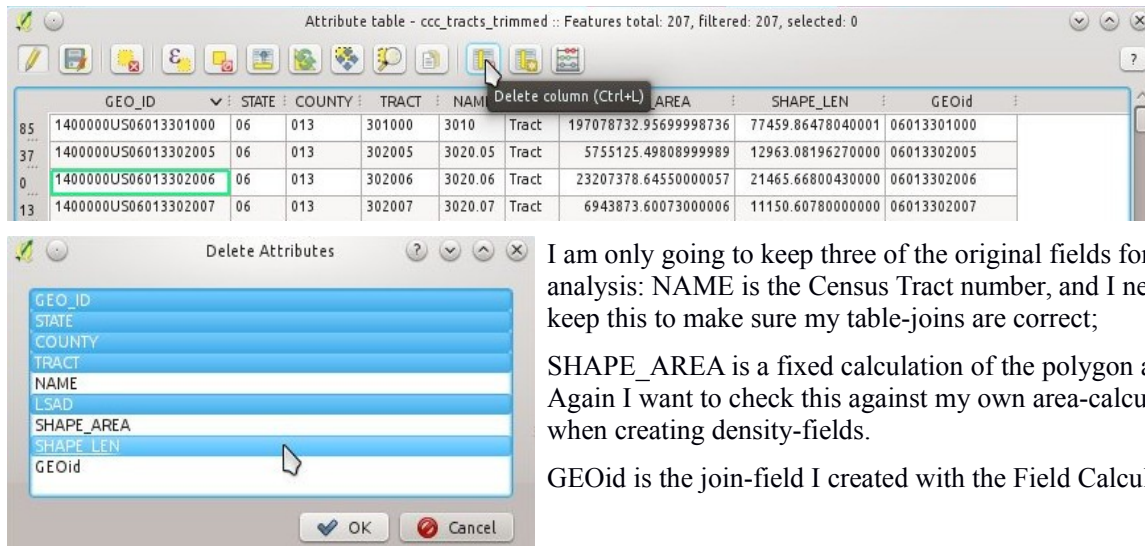 Attribute table - ccc_tracts_trimmed :: Features total: 207, filtered: 207, selected: 0
?
Delete column (Ctrl+L)
GEO_ID STATE COUNTY TRACT NAM AREA SHAPE_LEN GEOid
85 1400000US06013301000 06 013 301000 3010 Tract 197078732.95699998736 77459.86478040001 06013301000
37 1400000US06013302005 06 013 302005 3020.05 Tract 5755125.49808999989 12963.08196270000 06013302005
0 1400000US06013302006 06 013 302006 3020.06 Tract 23207378.64550000057 21465.66800430000 06013302006
13 1400000US06013302007 06 013 302007 3020.07 Tract 6943873.60073000006 11150.60780000000 06013302007
Delete Attributes
?
GEO_ID
STATE
COUNTY
TRACT
NAME
LSAD
SHAPE_AREA
SHAPE_LEN
GEOid
OK Cancel
I am only going to keep three of the original fields for
analysis: NAME is the Census Tract number, and I ne
keep this to make sure my table-joins are correct;
SHAPE_AREA is a fixed calculation of the polygon a
Again I want to check this against my own area-calcu
when creating density-fields.
GEOid is the join-field I created with the Field Calcul